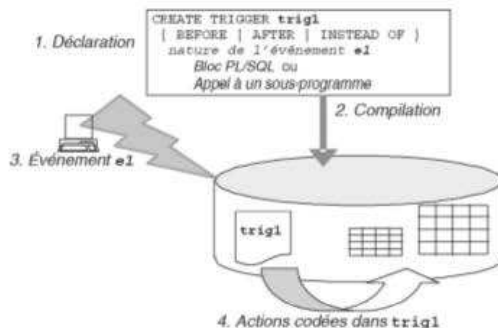 CREATE TRIGGER trig1
1. Déclaration
{ BEFORE | AFTER | INSTEAD OF }
nature de l'événement e1
Bloc PL/SQL ou
Appel à un sous-programme
2. Compilation
3. Événement e1
trig1
4. Actions codées dans trig1